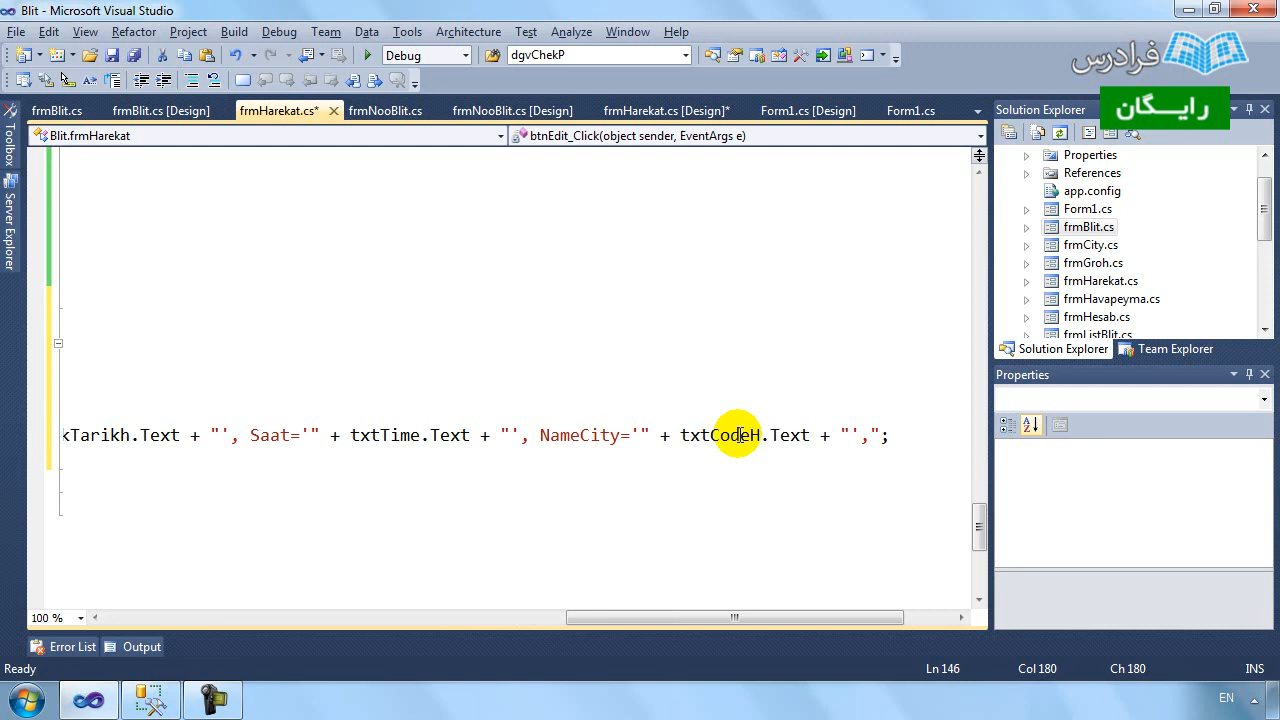 Blit - Microsoft Visual Studio
File Edit View Refactor Project Build Debug Team Data Tools Architecture Test Analyze Window Help
Debug dgvChekP
فرادرس
رایـــگان
frmBlit.cs frmBlit.cs [Design] frmHarekat.cs* frmNooBlit.cs frmNooBlit.cs [Design] frmHarekat.cs [Design]* Form1.cs [Design] Form1.cs
Solution Explorer
Blit.frmHarekat btnEdit_Click(object sender, EventArgs e)
Toolbox
Server Explorer
Properties
References
app.config
Form1.cs
frmBlit.cs
frmCity.cs
frmGroh.cs
frmHarekat.cs
frmHavapeyma.cs
frmHesab.cs
frmListBlit.cs
Solution Explorer Team Explorer
Properties
kTarikh.Text + "', Saat='" + txtTime.Text + "', NameCity='" + txtCodeH.Text + "',";
100 %
Error List Output
Ready Ln 146 Col 180 Ch 180 INS
EN